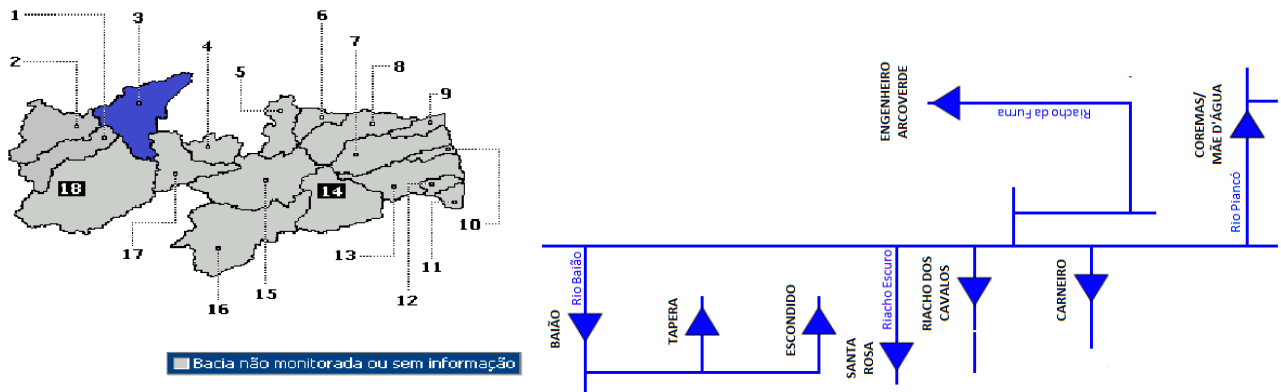 1
3
2
4
5
6
7
8
9
18
14
17
16
15
13
12
11
10
Bacia não monitorada ou sem informação
ENGENHEIRO
ARCOVERDE
Riacho da Furna
COREMAS/
MÃE D'ÁGUA
Rio Piancó
Rio Baião
BAIÃO
TAPERA
ESCONDIDO
Riacho Escuro
SANTA
ROSA
RIACHO DOS
CAVALOS
CARNEIRO